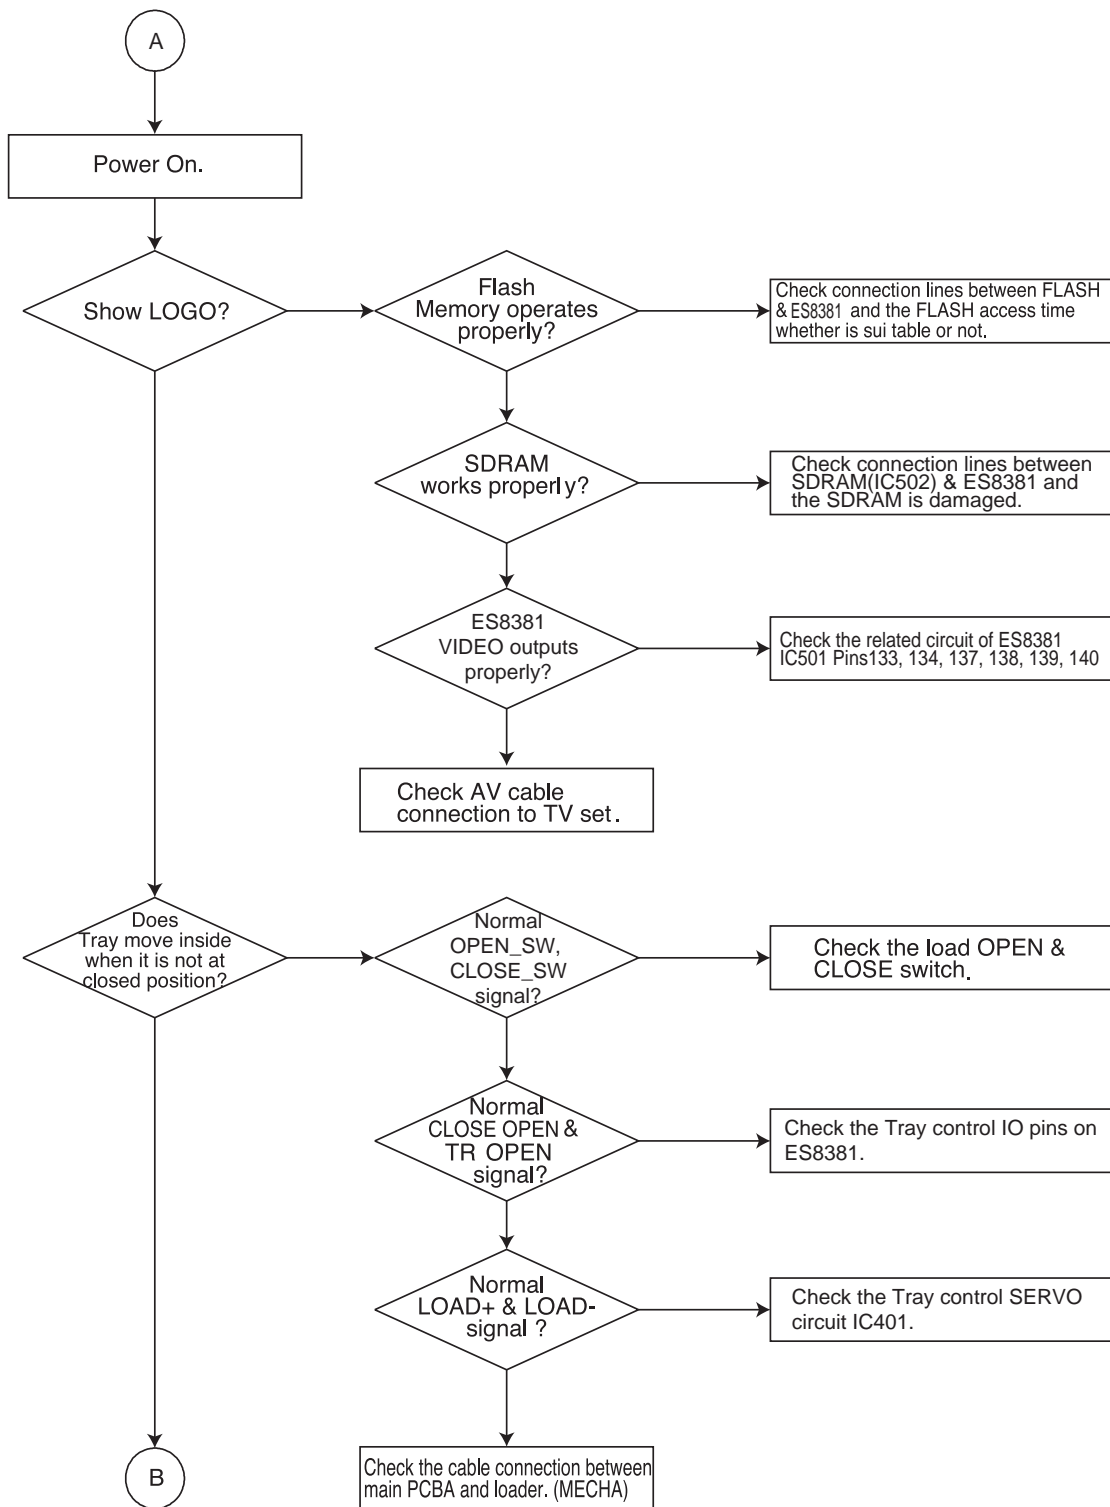 A
Power On.
Show LOGO?
Flash
Memory operates
properly?
Check connection lines between FLASH
& ES8381 and the FLASH access time
whether is sui table or not.
SDRAM
works properly?
Check connection lines between
SDRAM(IC502) & ES8381 and
the SDRAM is damaged.
ES8381
VIDEO outputs
properly?
Check the related circuit of ES8381
IC501 Pins133, 134, 137, 138, 139, 140
Check AV cable
connection to TV set.
Does
Tray move inside
when it is not at
closed position?
Normal
OPEN_SW,
CLOSE_SW
signal?
Check the load OPEN &
CLOSE switch.
Normal
CLOSE OPEN &
TR OPEN
signal?
Check the Tray control IO pins on
ES8381.
Normal
LOAD+ & LOAD-
signal ?
Check the Tray control SERVO
circuit IC401.
B
Check the cable connection between
main PCBA and loader. (MECHA)